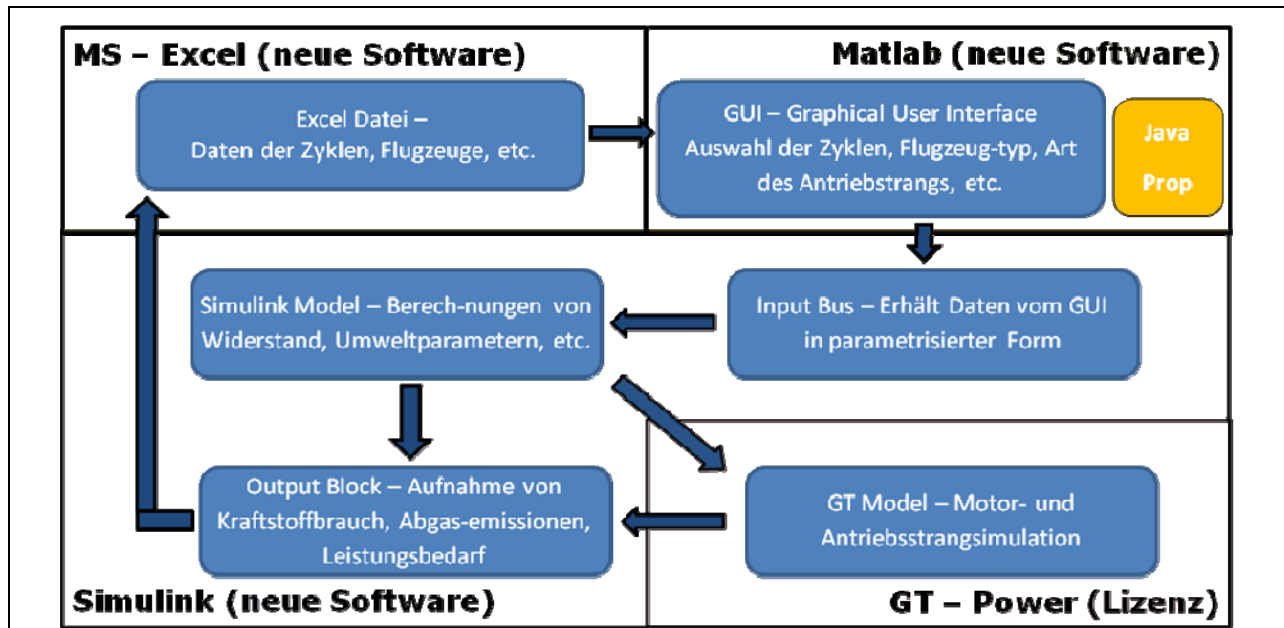 MS – Excel (neue Software)
Matlab (neue Software)
Excel Datei –
Daten der Zyklen, Flugzeuge, etc.
GUI – Graphical User Interface
Auswahl der Zyklen, Flugzeug-typ, Art
des Antriebstrangs, etc.
Java
Prop
Simulink Model – Berech-nungen von
Widerstand, Umweltparametern, etc.
Input Bus – Erhält Daten vom GUI
in parametrisierter Form
Output Block – Aufnahme von
Kraftstoffbrauch, Abgas-emissionen,
Leistungsbedarf
GT Model – Motor- und
Antriebsstrangsimulation
Simulink (neue Software)
GT – Power (Lizenz)